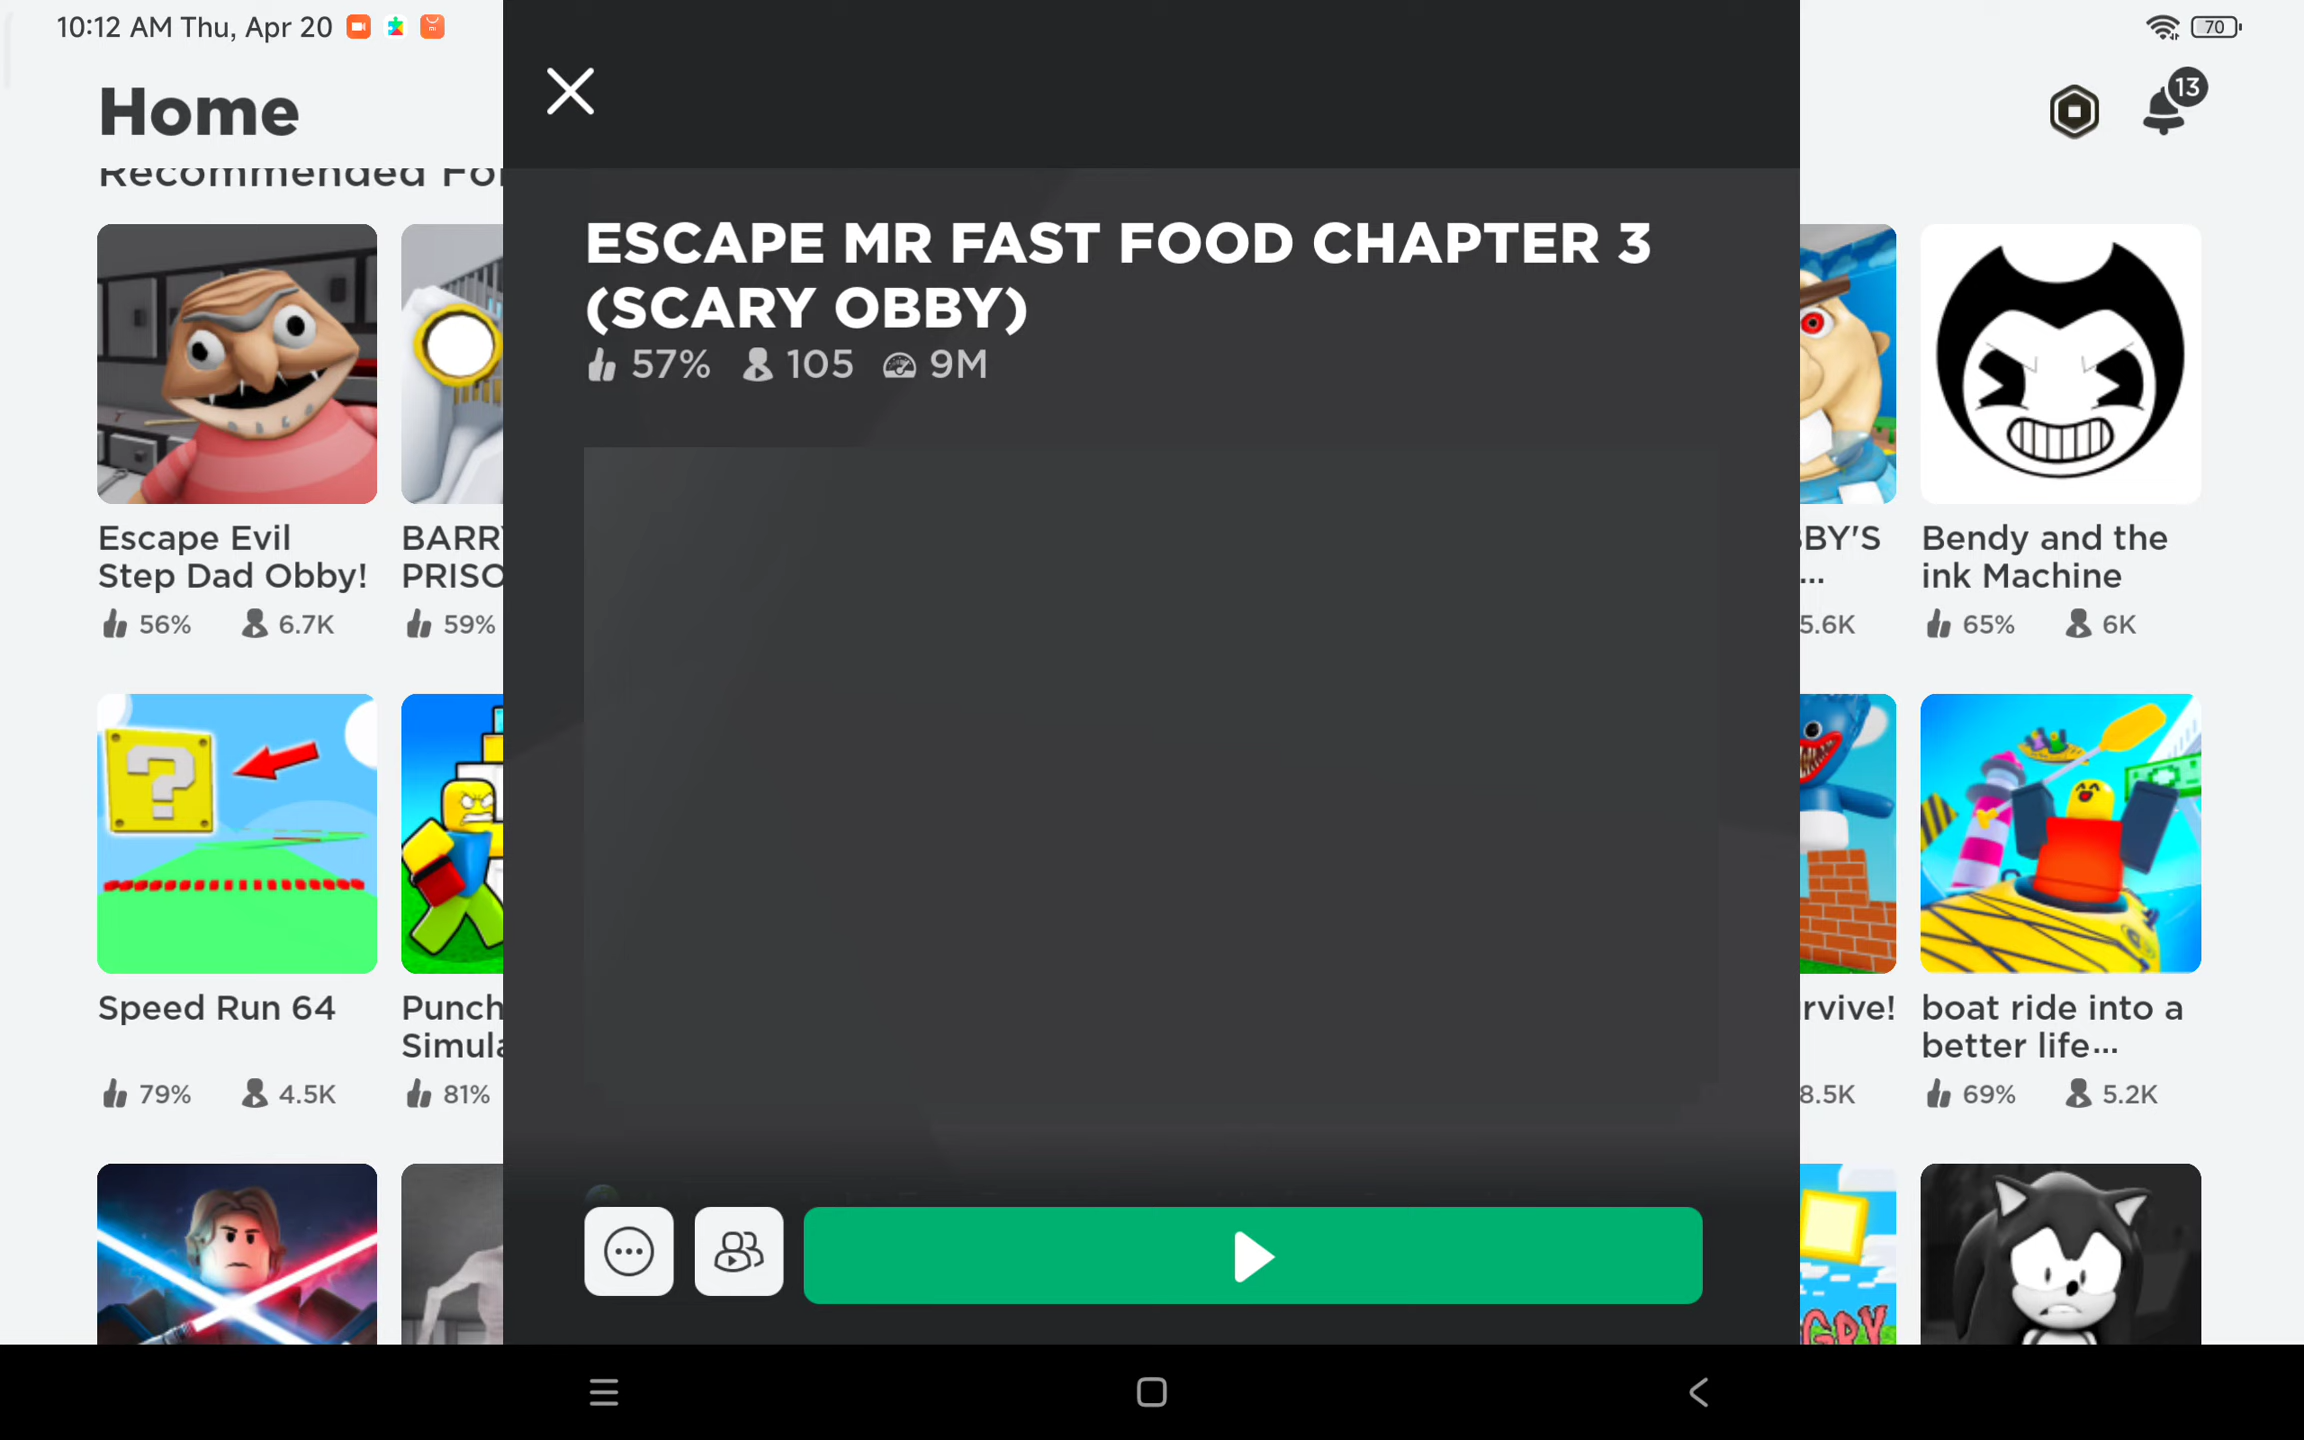 10:12 AM Thu, Apr 20
70
Home
13
ESCAPE MR FAST FOOD CHAPTER 3
(SCARY OBBY)
57% 105 9M
Escape Evil
Step Dad Obby!
56% 6.7K
59%
5.6K
Bendy and the
ink Machine
65% 6K
Speed Run 64
79% 4.5K
Punch
81%
8.5K
boat ride into a
better life...
69% 5.2K